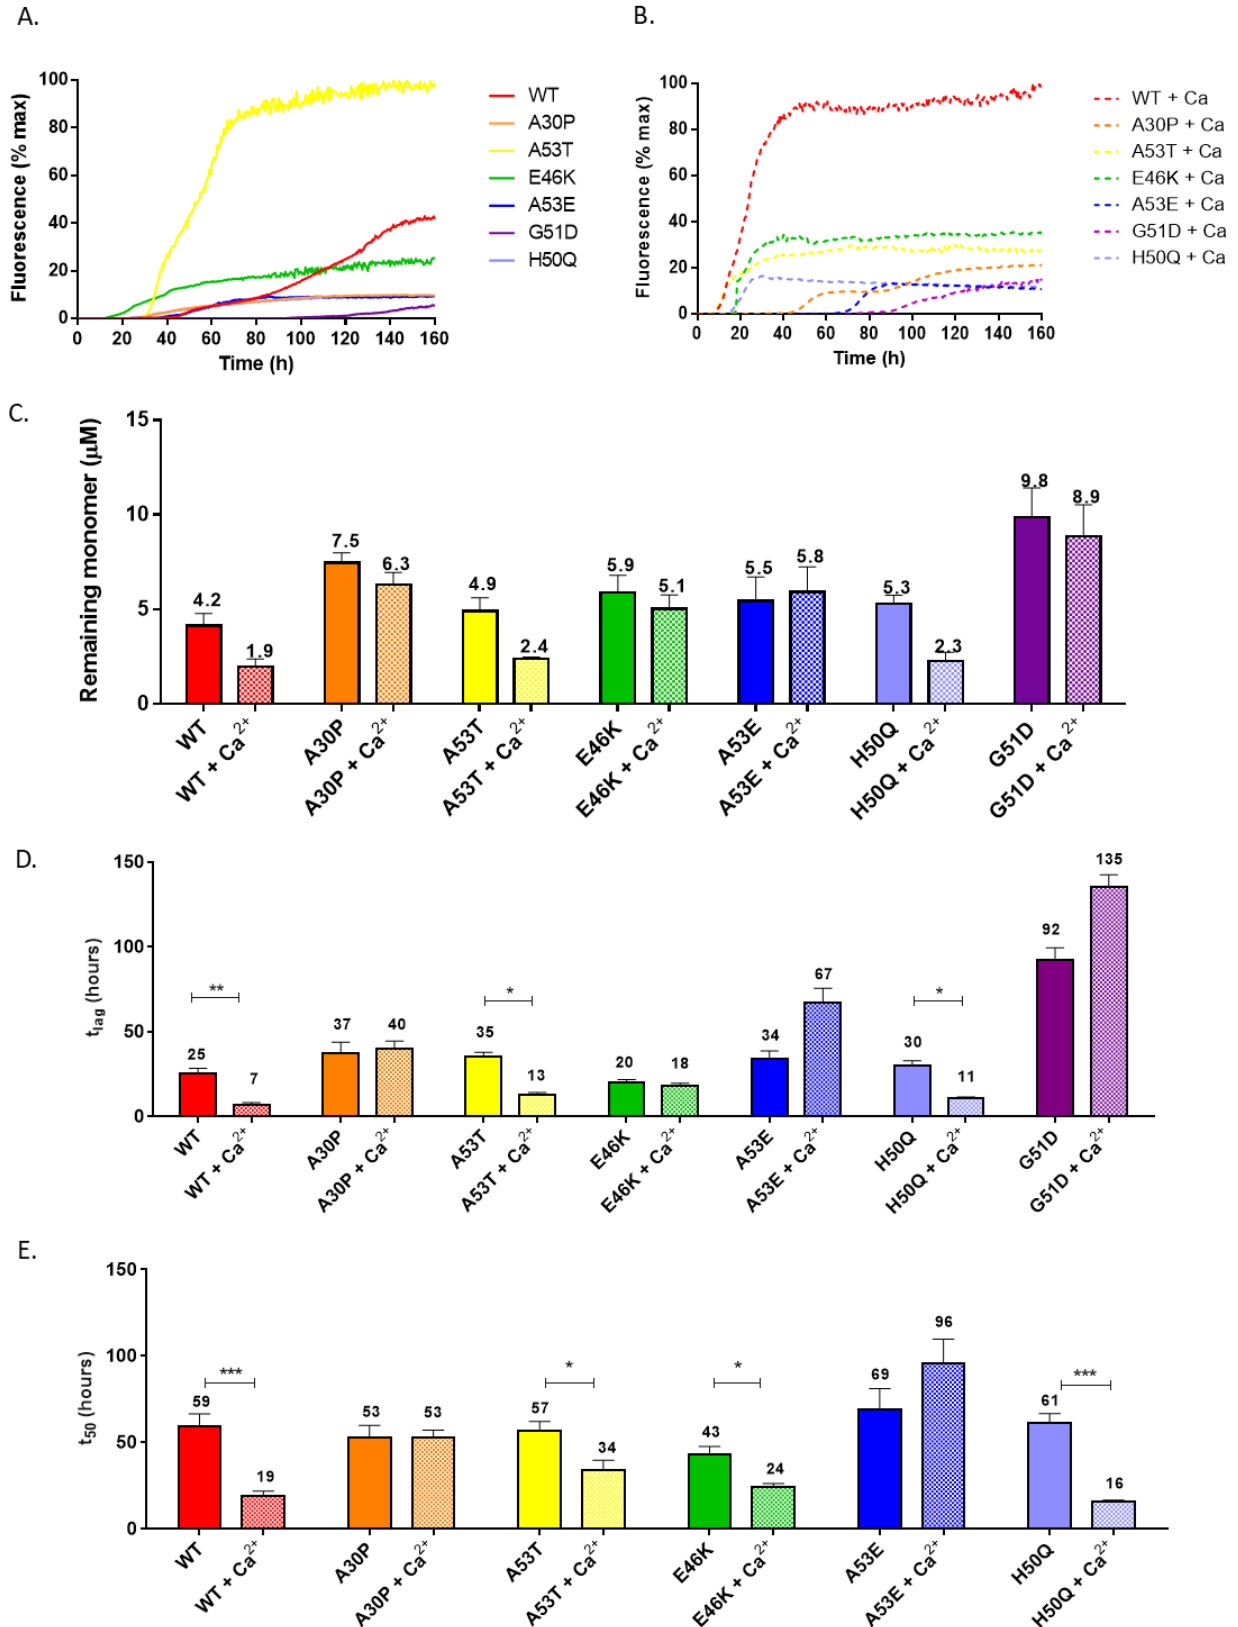 A.
Fluorescence (% max)
100
80
60
40
20
0
0 20 40 60 80 100 120 140 160
Time (h)
WT
A30P
A53T
E46K
A53E
G51D
H50Q
B.
Fluorescence (% max)
100
80
60
40
20
0
0 20 40 60 80 100 120 140 160
Time (h)
WT + Ca
A30P + Ca
A53T + Ca
E46K + Ca
A53E + Ca
G51D + Ca
H50Q + Ca
C.
Remaining monomer (μM)
15
10
5
0
4.2 1.9 7.5 6.3 4.9 2.4 5.9 5.1 5.5 5.8 5.3 2.3 9.8 8.9
WT
WT + Ca²⁺
A30P
A30P + Ca²⁺
A53T
A53T + Ca²⁺
E46K
E46K + Ca²⁺
A53E
A53E + Ca²⁺
H50Q
H50Q + Ca²⁺
G51D
G51D + Ca²⁺
D.
tlag (hours)
150
100
50
0
** * *
25 7 37 40 35 13 20 18 34 67 30 11 92 135
WT
WT + Ca²⁺
A30P
A30P + Ca²⁺
A53T
A53T + Ca²⁺
E46K
E46K + Ca²⁺
A53E
A53E + Ca²⁺
H50Q
H50Q + Ca²⁺
G51D
G51D + Ca²⁺
E.
t50 (hours)
150
100
50
0
*** * * ***
59 19 53 53 57 34 43 24 69 96 61 16
WT
WT + Ca²⁺
A30P
A30P + Ca²⁺
A53T
A53T + Ca²⁺
E46K
E46K + Ca²⁺
A53E
A53E + Ca²⁺
H50Q
H50Q + Ca²⁺